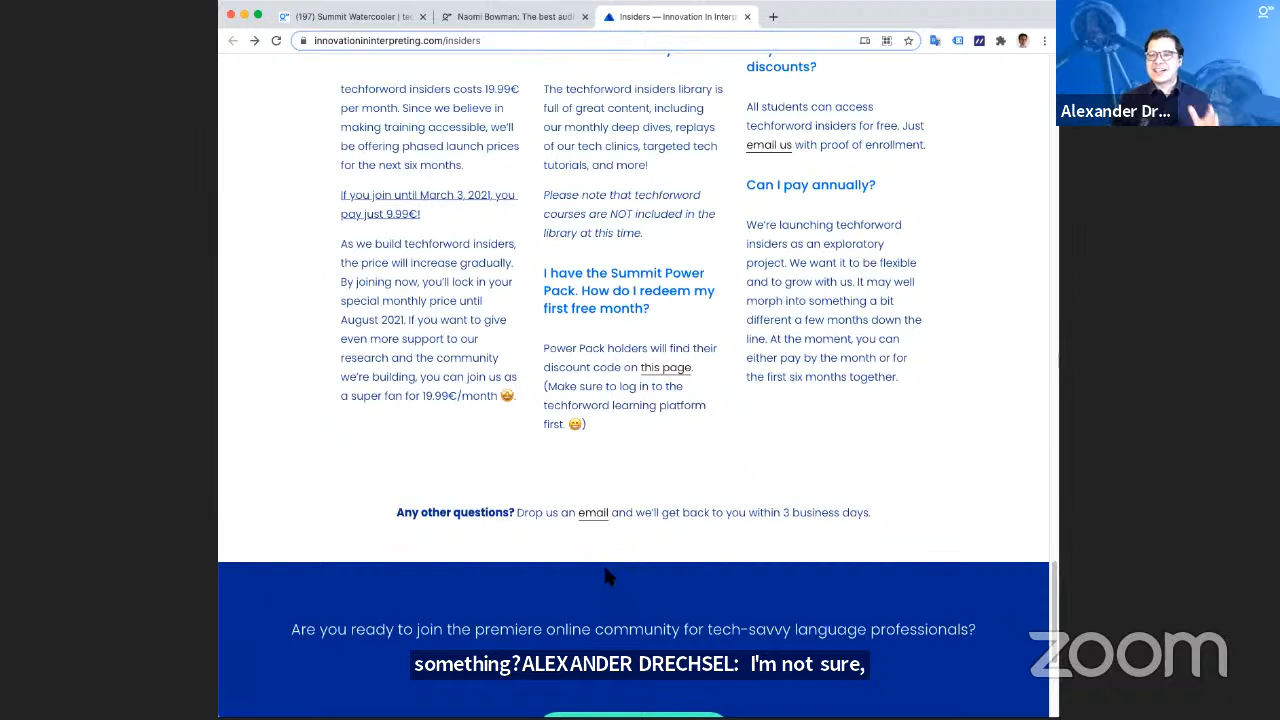 (197) Summit Watercooler | tec
Naomi Bowman: The best audi
Insiders — Innovation In Interp
innovationininterpreting.com/insiders
Alexander Dr...
techforword insiders costs 19.99€
per month. Since we believe in
making training accessible, we'll
be offering phased launch prices
for the next six months.
If you join until March 3, 2021, you
pay just 9.99€!
As we build techforword insiders,
the price will increase gradually.
By joining now, you'll lock in your
special monthly price until
August 2021. If you want to give
even more support to our
research and the community
we're building, you can join us as
a super fan for 19.99€/month 🤩.
The techforword insiders library is
full of great content, including
our monthly deep dives, replays
of our tech clinics, targeted tech
tutorials, and more!
Please note that techforword
courses are NOT included in the
library at this time.
I have the Summit Power
Pack. How do I redeem my
first free month?
Power Pack holders will find their
discount code on this page.
(Make sure to log in to the
techforword learning platform
first. 😁)
discounts?
All students can access
techforword insiders for free. Just
email us with proof of enrollment.
Can I pay annually?
We're launching techforword
insiders as an exploratory
project. We want it to be flexible
and to grow with us. It may well
morph into something a bit
different a few months down the
line. At the moment, you can
either pay by the month or for
the first six months together.
Any other questions? Drop us an email and we'll get back to you within 3 business days.
Are you ready to join the premiere online community for tech-savvy language professionals?
something?ALEXANDER DRECHSEL: I'm not sure,
zoom